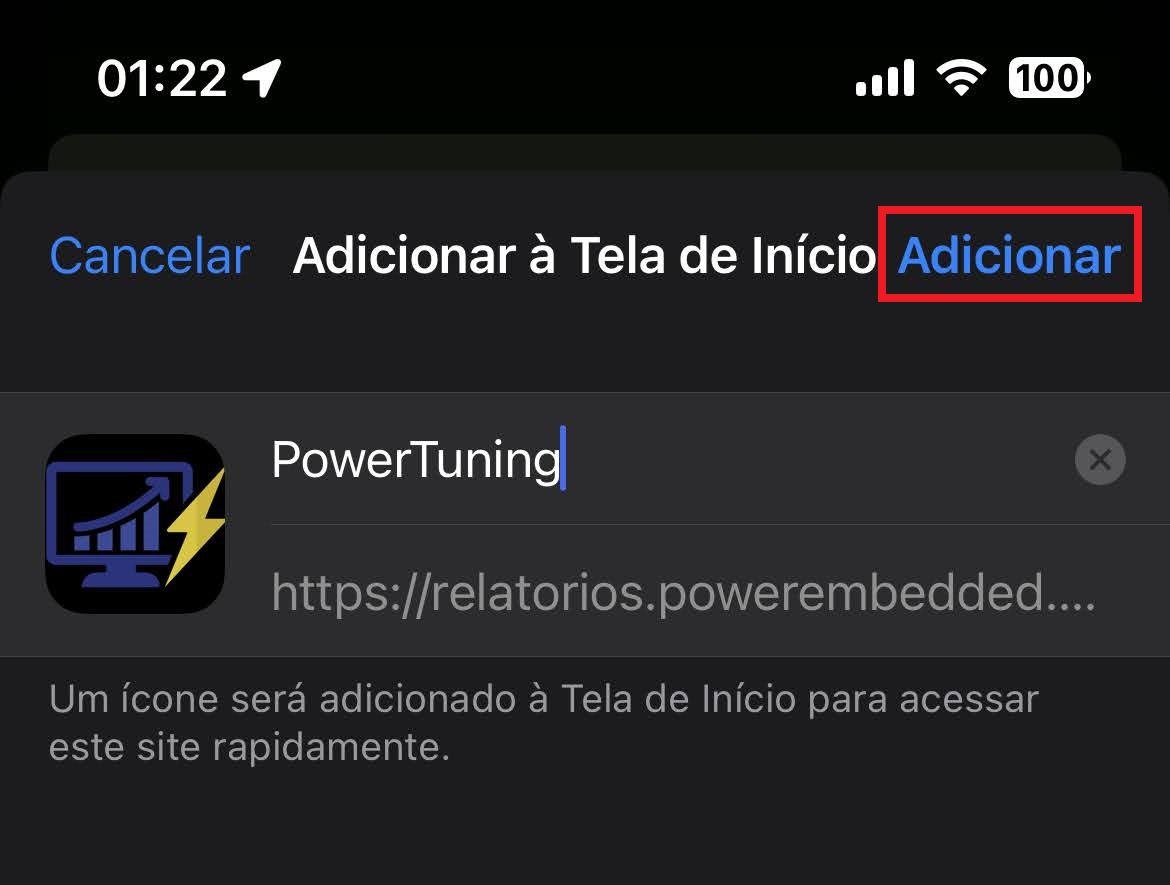 01:22 100
Cancelar Adicionar à Tela de Início Adicionar
PowerTuning
https://relatorios.powerembedded....
Um ícone será adicionado à Tela de Início para acessar
este site rapidamente.